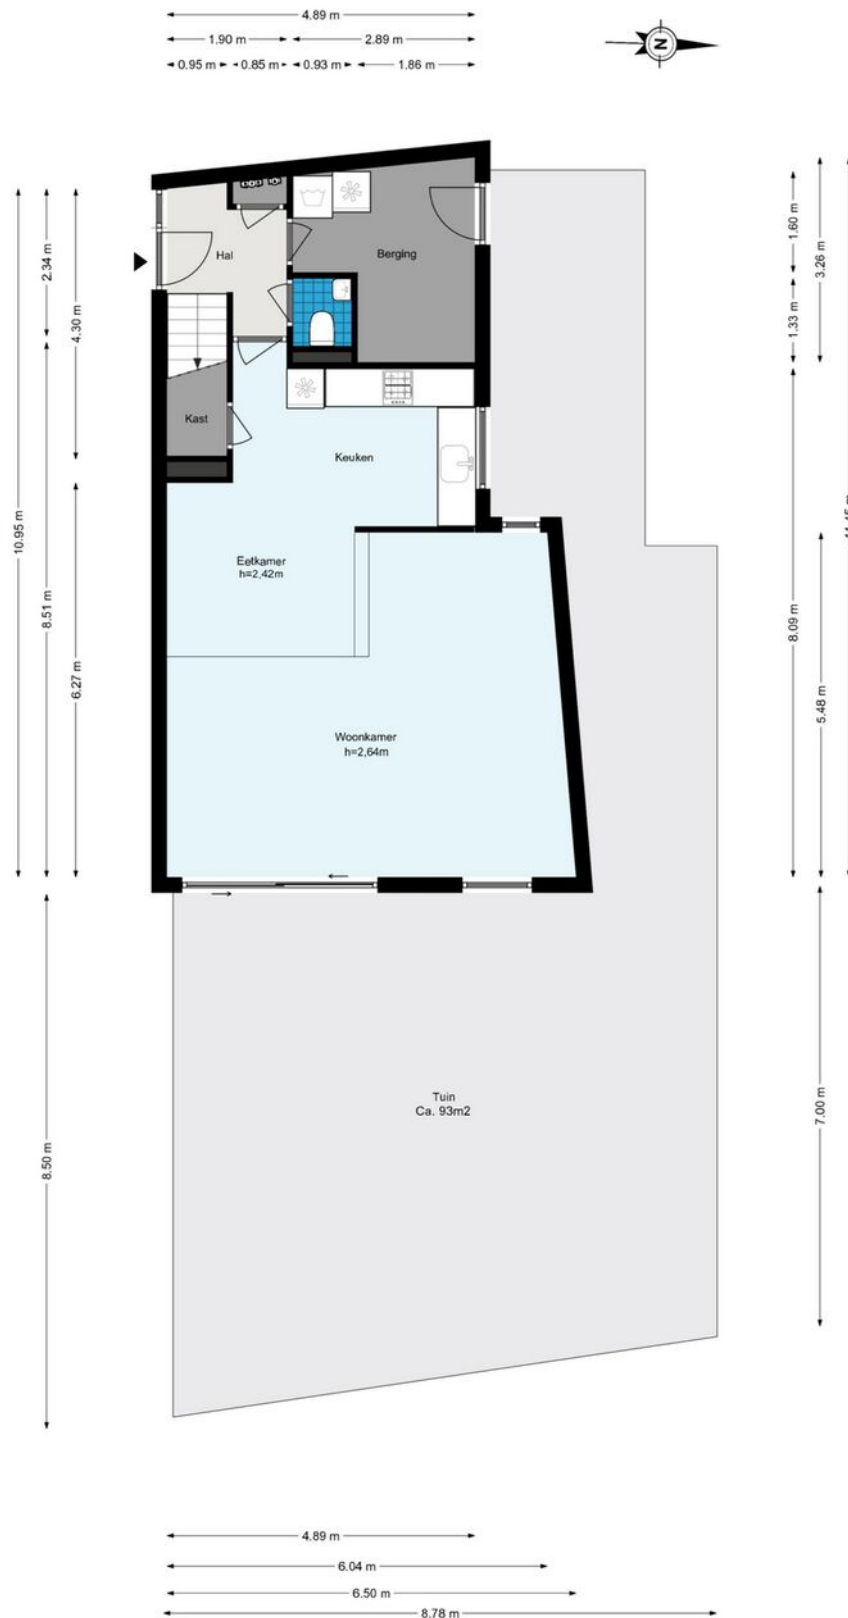 4.89 m
1.90 m
2.89 m
0.95 m
0.85 m
0.93 m
1.86 m
N
Hal
Berging
Kast
Keuken
Eetkamer
h=2,42m
Woonkamer
h=2,64m
Tuin
Ca. 93m2
10.95 m
2.34 m
8.51 m
4.30 m
6.27 m
8.50 m
1.60 m
1.33 m
3.26 m
8.09 m
5.48 m
11.45 m
7.00 m
4.89 m
6.04 m
6.50 m
8.78 m